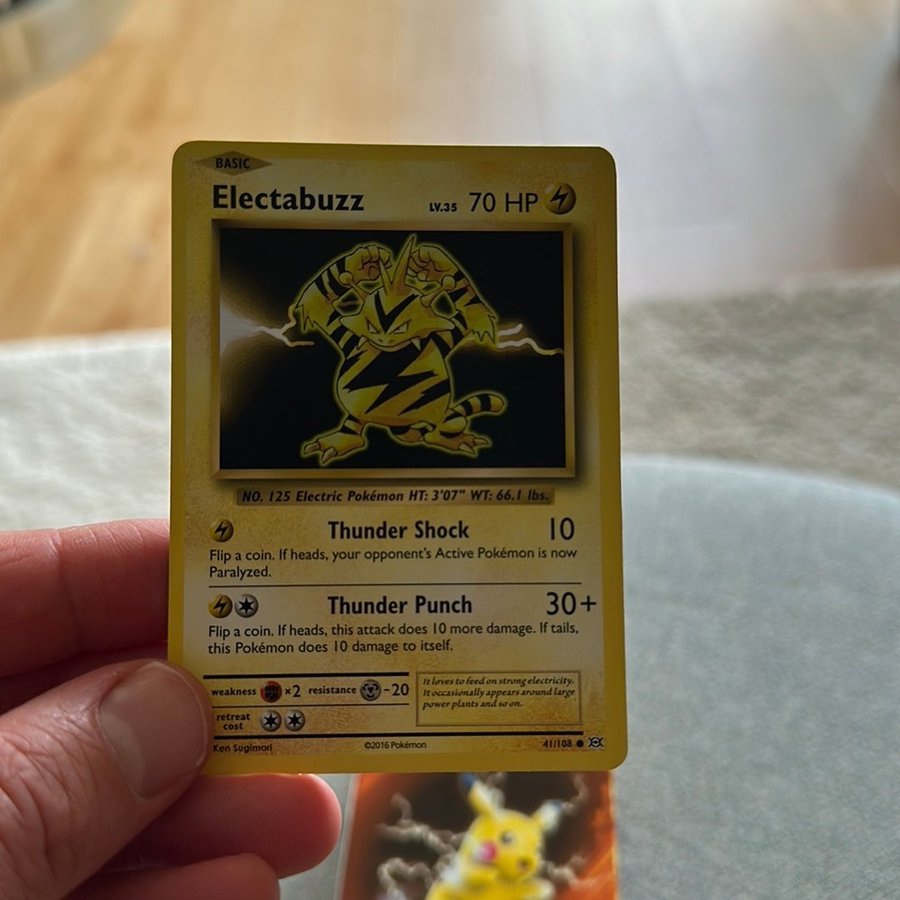 BASIC
Electabuzz LV.35 70 HP
NO. 125 Electric Pokémon HT: 3'07" WT: 66.1 lbs.
Thunder Shock 10
Flip a coin. If heads, your opponent's Active Pokémon is now
Paralyzed.
Thunder Punch 30+
Flip a coin. If heads, this attack does 10 more damage. If tails,
this Pokémon does 10 damage to itself.
weakness ×2 resistance -20
retreat
cost
It loves to feed on strong electricity.
It occasionally appears around large
power plants and so on.
Ken Sugimori ©2016 Pokémon 41/108